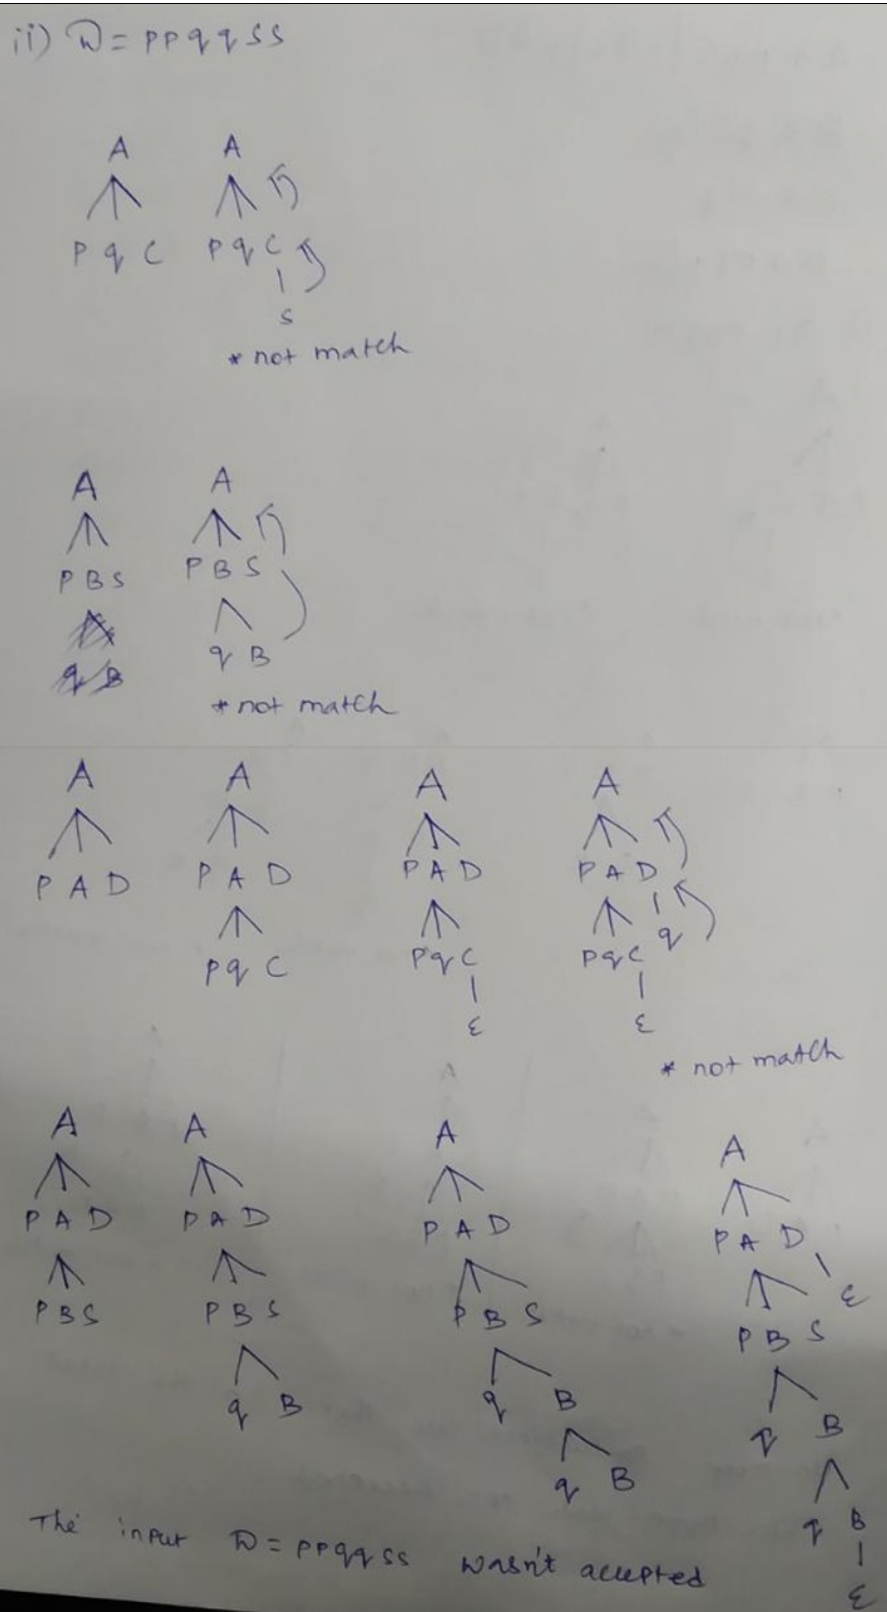 ii) W = ppqqss
A A
P q C P q C
s
* not match
A A
P B S P B S
q B q B
* not match
A A A A
P A D P A D P A D P A D
P q C P q C P q C q
ε ε
* not match
A A A A
P A D P A D P A D P A D
P B S P B S P B S P B S ε
q B q B q B
q B q B
ε
The input W = ppqqss wasn't accepted